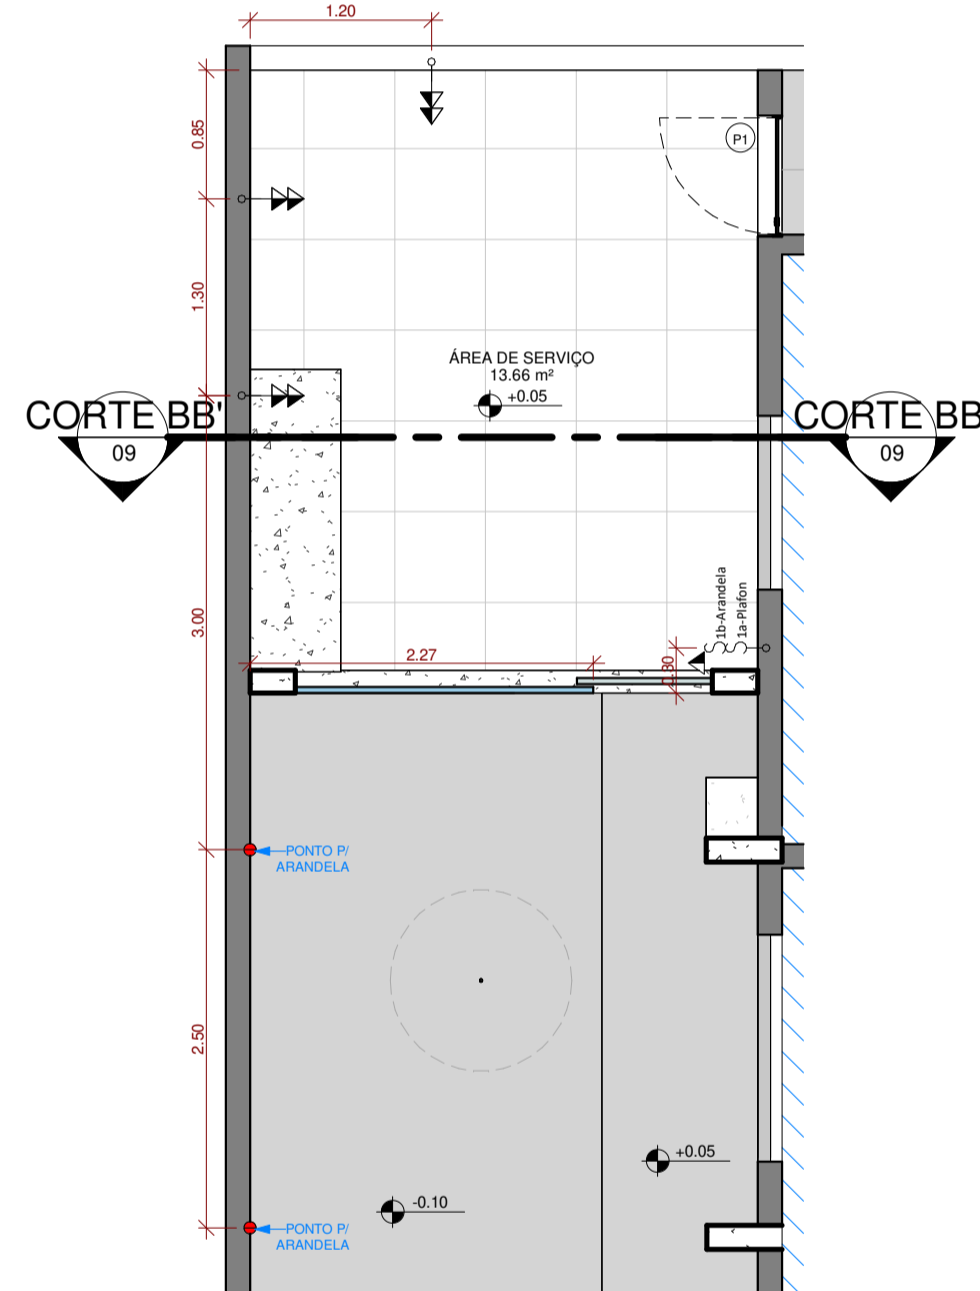 1.20
P1
0.85
1.30
ÁREA DE SERVIÇO
13.66 m²
+0.05
CORTE BB'
09
CORTE BB
09
3.00
1b-Arandela
1a-Plafon
2.27
PONTO P/
ARANDELA
2.50
+0.05
-0.10
PONTO P/
ARANDELA